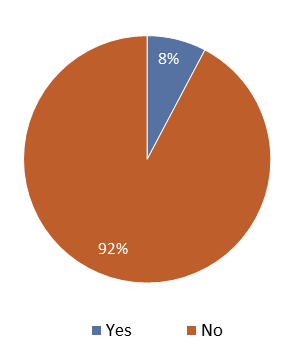 8%
92%
Yes No